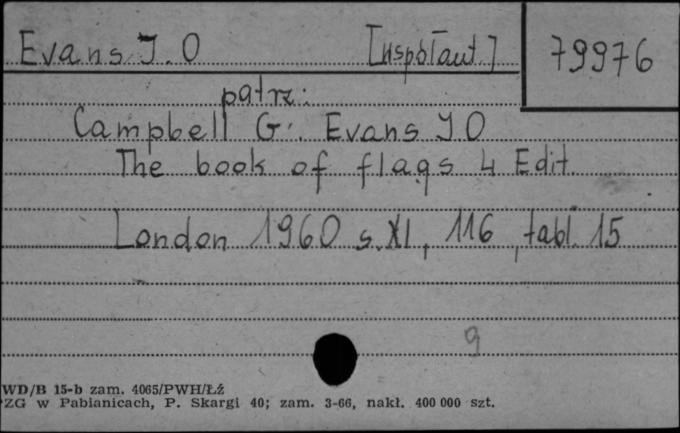 Evans J. O [Współaut.] 79976
patrz:
Campbell G. Evans J O
The book of flags 4 Edit.
London 1960 s. XI, 116, tabl. 15
9
WD/B 15-b zam. 4065/PWH/Łź
PZG w Pabianicach, P. Skargi 40; zam. 3-66, nakł. 400 000 szt.